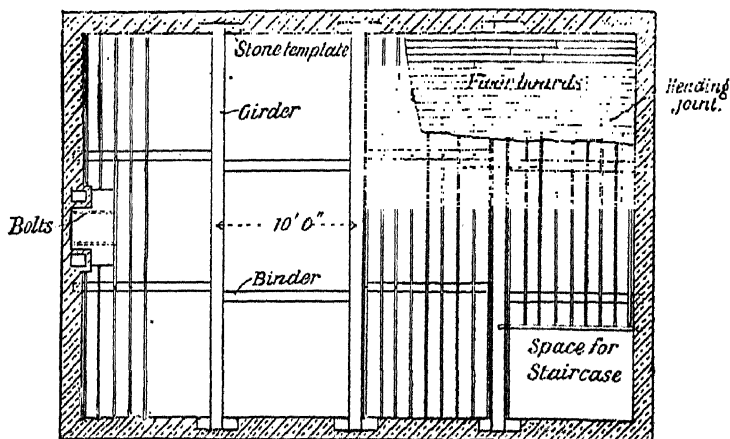 Stone template
Floor boards
Heading
joint.
Girder
Bolts
10' 0"
Binder
Space for
Staircase